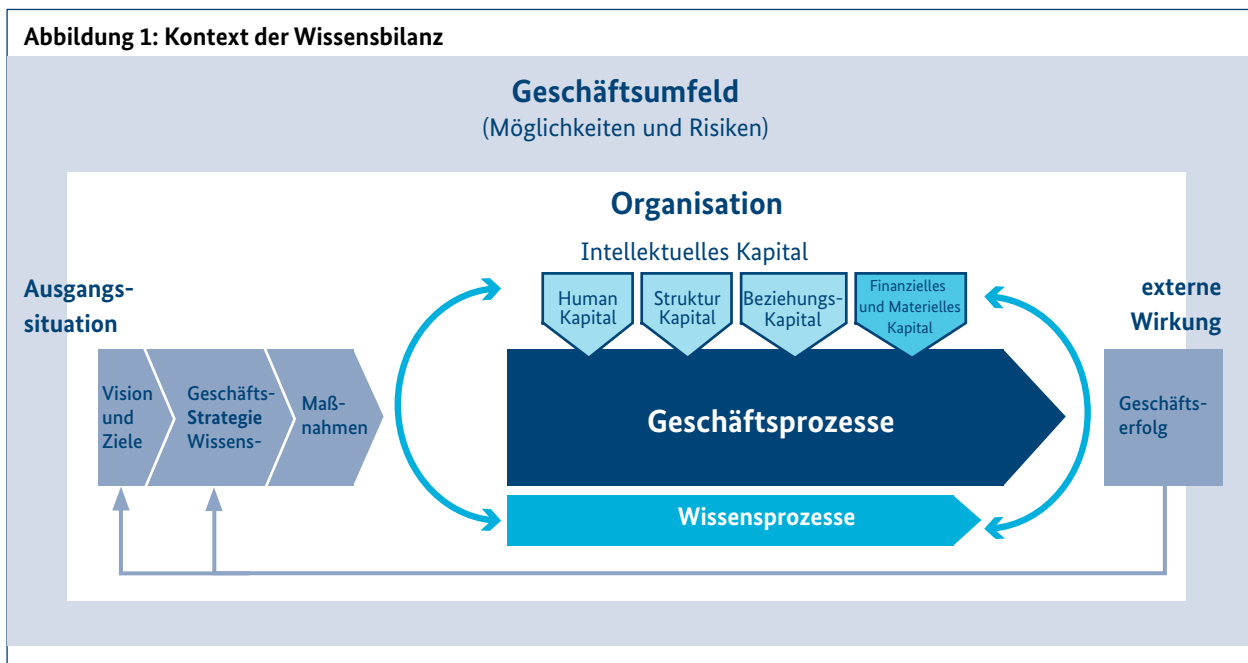 Abbildung 1: Kontext der Wissensbilanz
Geschäftsumfeld
(Möglichkeiten und Risiken)
Organisation
Intellektuelles Kapital
Ausgangs-
situation
Human
Kapital
Struktur
Kapital
Beziehungs-
Kapital
Finanzielles
und Materielles
Kapital
externe
Wirkung
Vision
und
Ziele
Geschäfts-
Strategie
Wissens-
Maß-
nahmen
Geschäftsprozesse
Geschäfts-
erfolg
Wissensprozesse